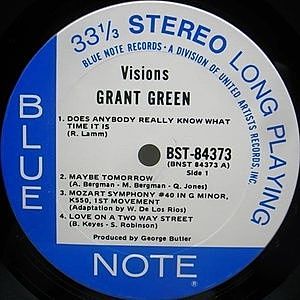 33 1/3 STEREO LONG PLAYING
BLUE NOTE RECORDS • A DIVISION OF UNITED ARTISTS RECORDS, INC.
Visions
GRANT GREEN
1. DOES ANYBODY REALLY KNOW WHAT
TIME IT IS
(R. Lamm)
BST-84373
(BNST 84373 A)
Side 1
2. MAYBE TOMORROW
(A. Bergman - M. Bergman - Q. Jones)
3. MOZART SYMPHONY #40 IN G MINOR,
K550, 1ST MOVEMENT
(Adaptation by W. De Los Rios)
4. LOVE ON A TWO WAY STREET
(B. Keyes - S. Robinson)
Produced by George Butler
BLUE
NOTE
®